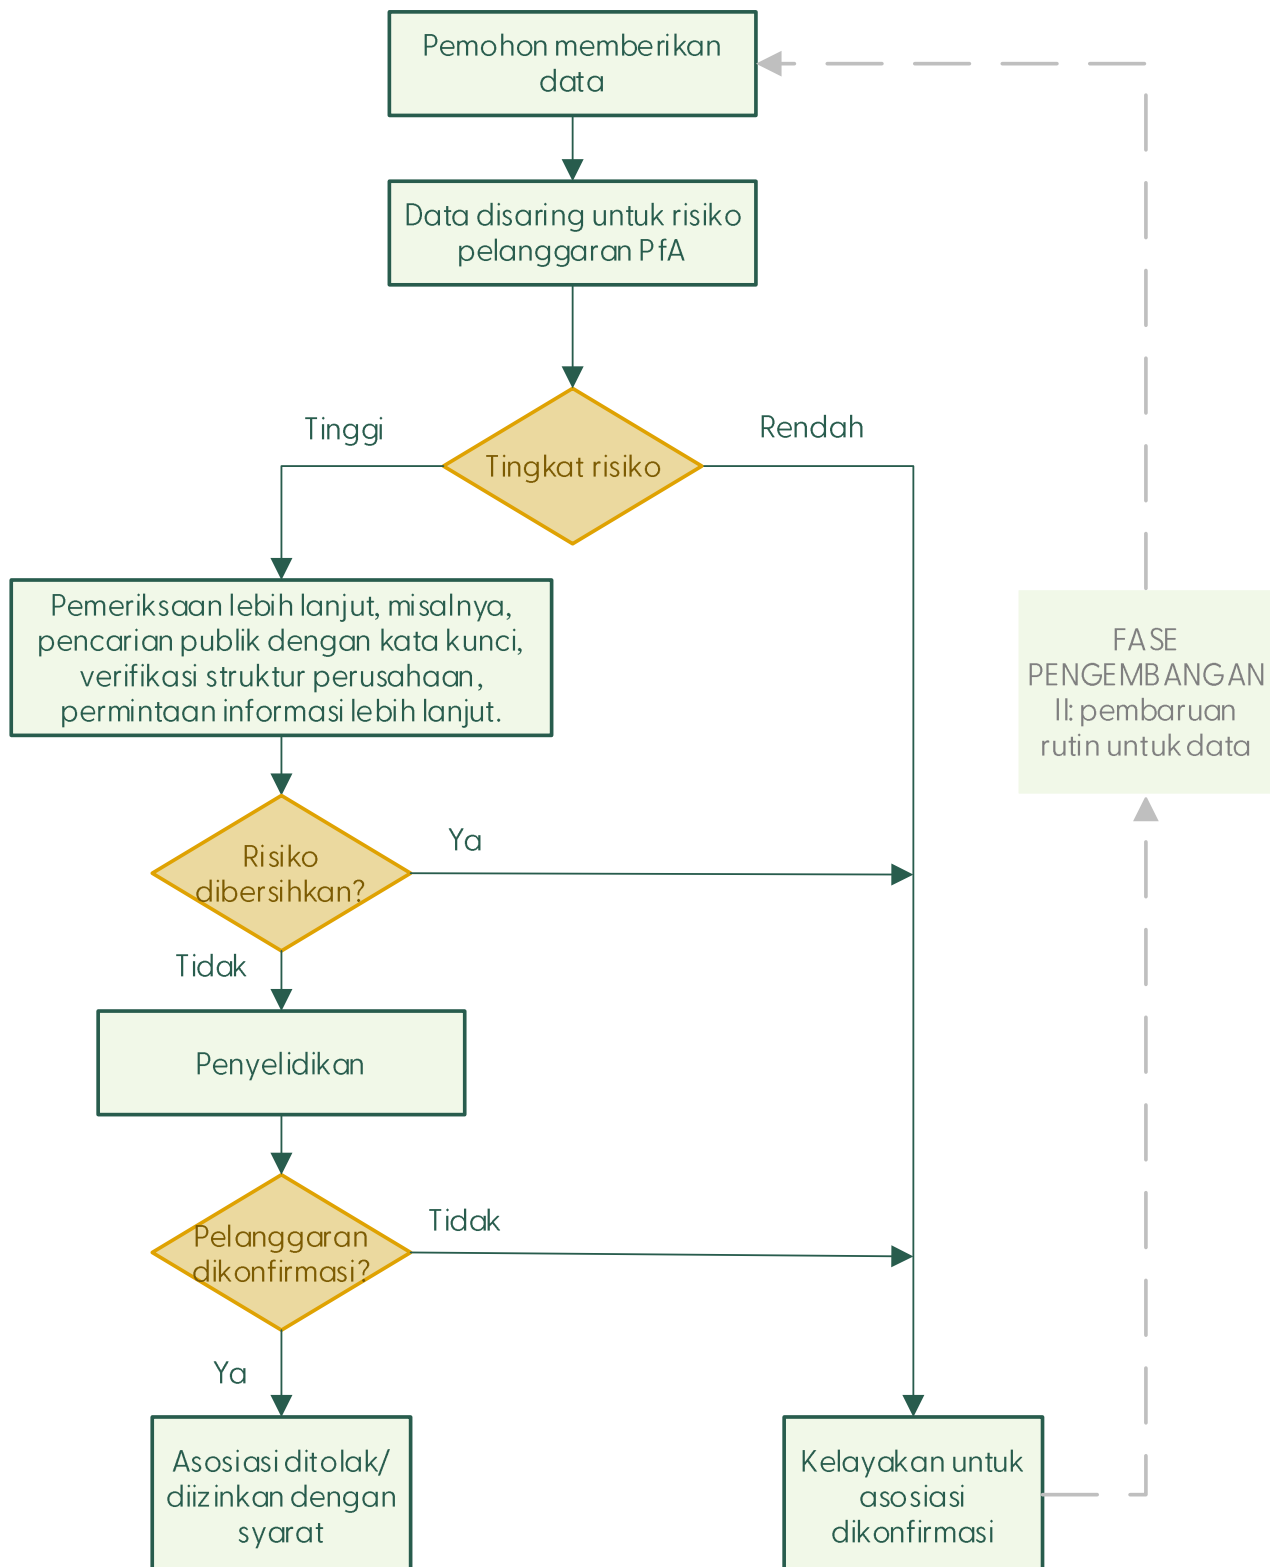 Pemohon memberikan
data
Data disaring untuk risiko
pelanggaran PfA
Tinggi
Rendah
Tingkat risiko
Pemeriksaan lebih lanjut, misalnya,
pencarian publik dengan kata kunci,
verifikasi struktur perusahaan,
permintaan informasi lebih lanjut.
FASE
PENGEMBANGAN
II: pembaruan
rutin untuk data
Risiko
dibersihkan?
Ya
Tidak
Penyelidikan
Pelanggaran
dikonfirmasi?
Tidak
Ya
Asosiasi ditolak/
diizinkan dengan
syarat
Kelayakan untuk
asosiasi
dikonfirmasi